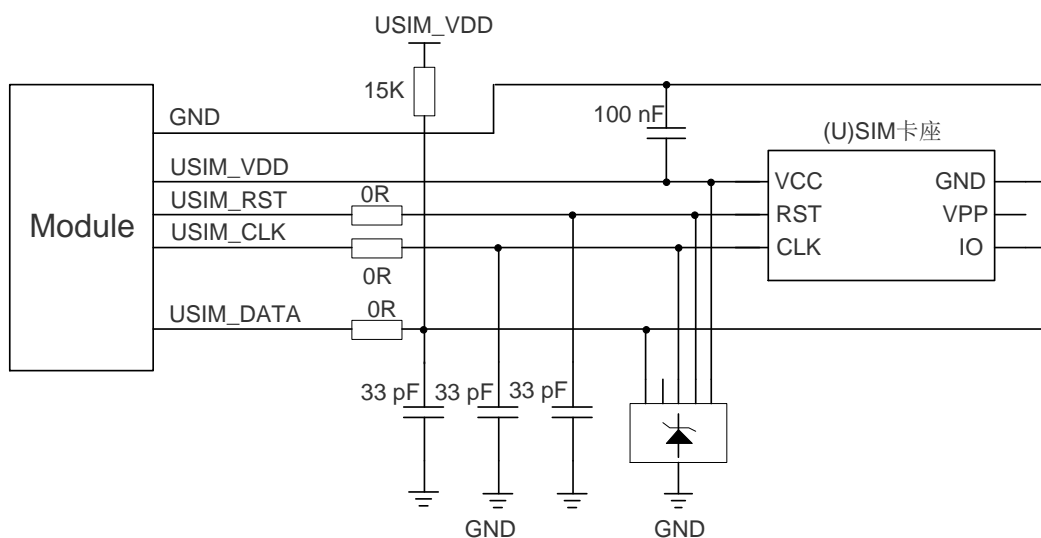 USIM_VDD
15K
GND
100 nF
(U)SIM卡座
USIM_VDD
VCC
GND
USIM_RST
0R
RST
VPP
Module
USIM_CLK
CLK
IO
0R
USIM_DATA
0R
33 pF
33 pF
33 pF
GND
GND